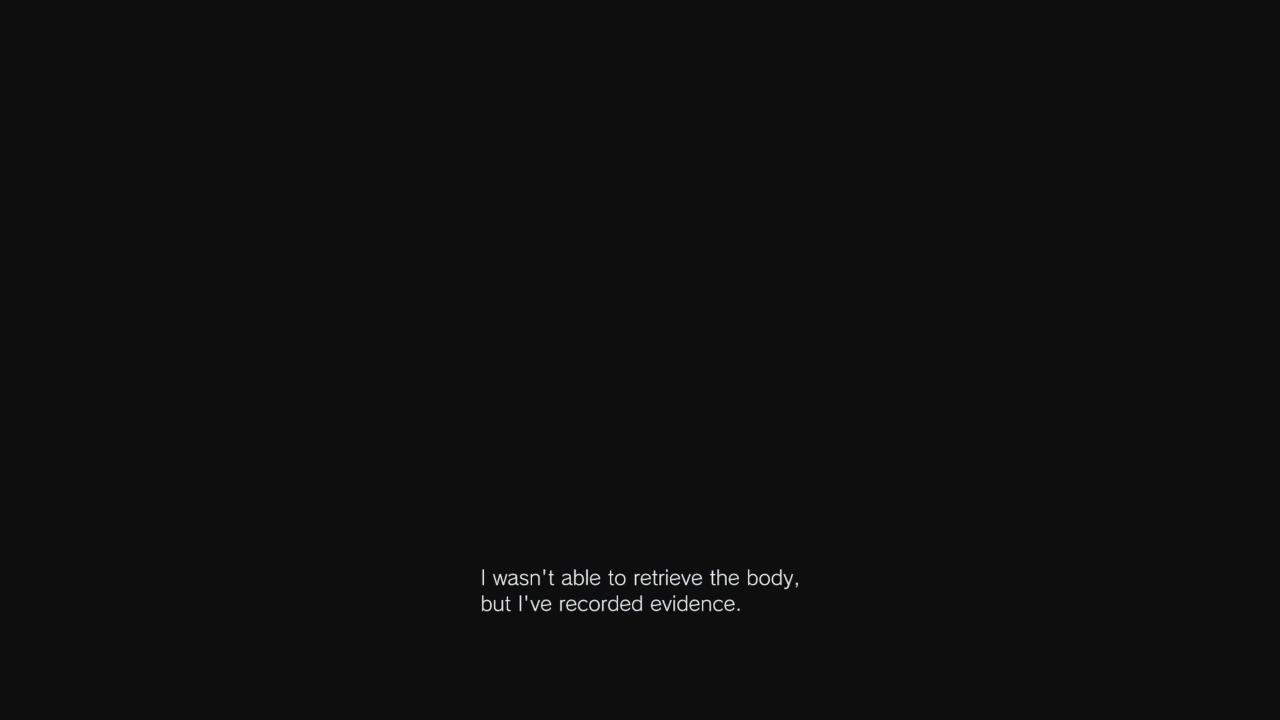 I wasn't able to retrieve the body,
but I've recorded evidence.